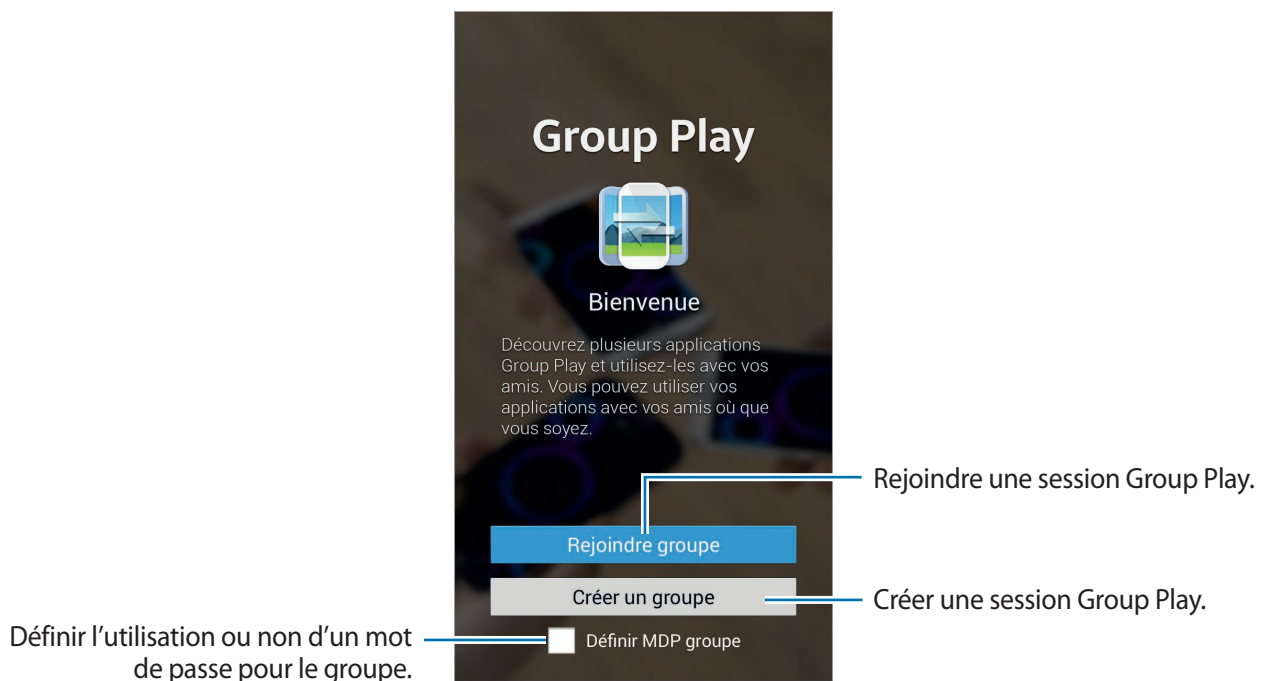 Group Play
Bienvenue
Découvrez plusieurs applications
Group Play et utilisez-les avec vos
amis. Vous pouvez utiliser vos
applications avec vos amis où que
vous soyez.
Rejoindre une session Group Play.
Rejoindre groupe
Créer un groupe
Créer une session Group Play.
Définir l’utilisation ou non d’un mot
de passe pour le groupe.
Définir MDP groupe